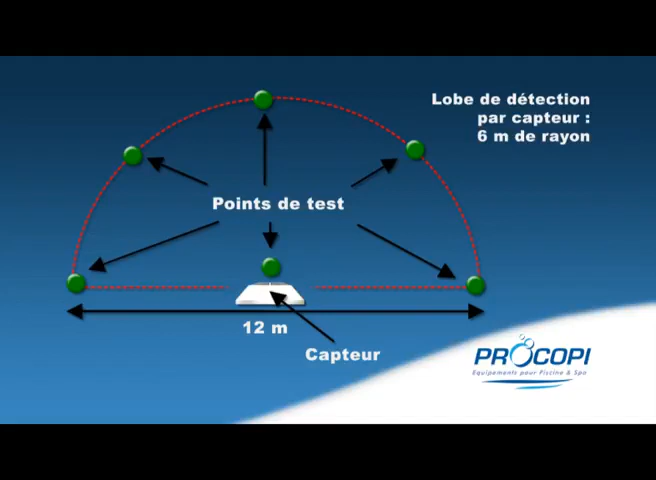 Lobe de détection
par capteur :
6 m de rayon
Points de test
12 m
Capteur
PROCOPI
Equipements pour Piscine & Spa